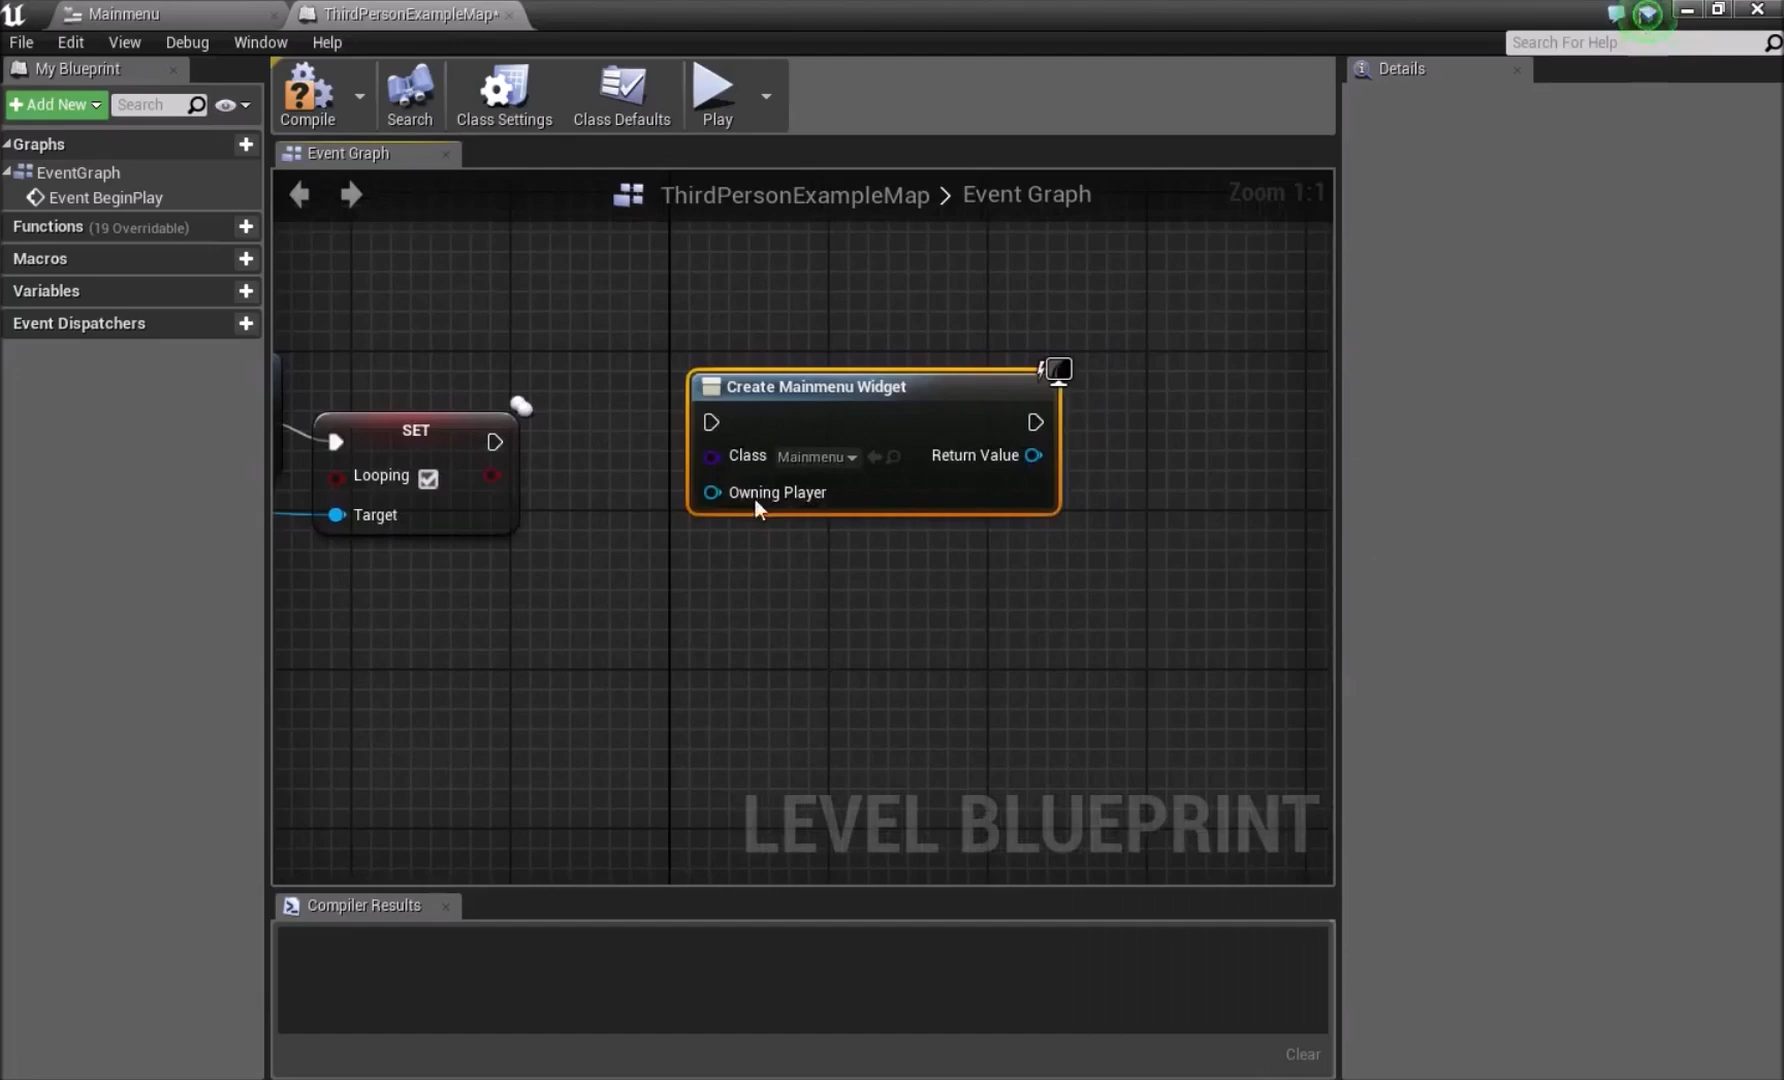 Mainmenu
ThirdPersonExampleMap*
File Edit View Debug Window Help
Search For Help
My Blueprint
Details
Add New
Search
Compile
Search
Class Settings
Class Defaults
Play
Graphs
EventGraph
Event BeginPlay
Functions (19 Overridable)
Macros
Variables
Event Dispatchers
Event Graph
ThirdPersonExampleMap > Event Graph
Zoom 1:1
SET
Looping
Target
Create Mainmenu Widget
Class Mainmenu
Return Value
Owning Player
LEVEL BLUEPRINT
Compiler Results
Clear